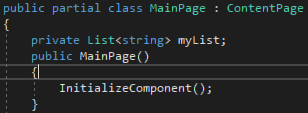 public partial class MainPage : ContentPage
{
private List<string> myList;
public MainPage()
{
InitializeComponent();
}